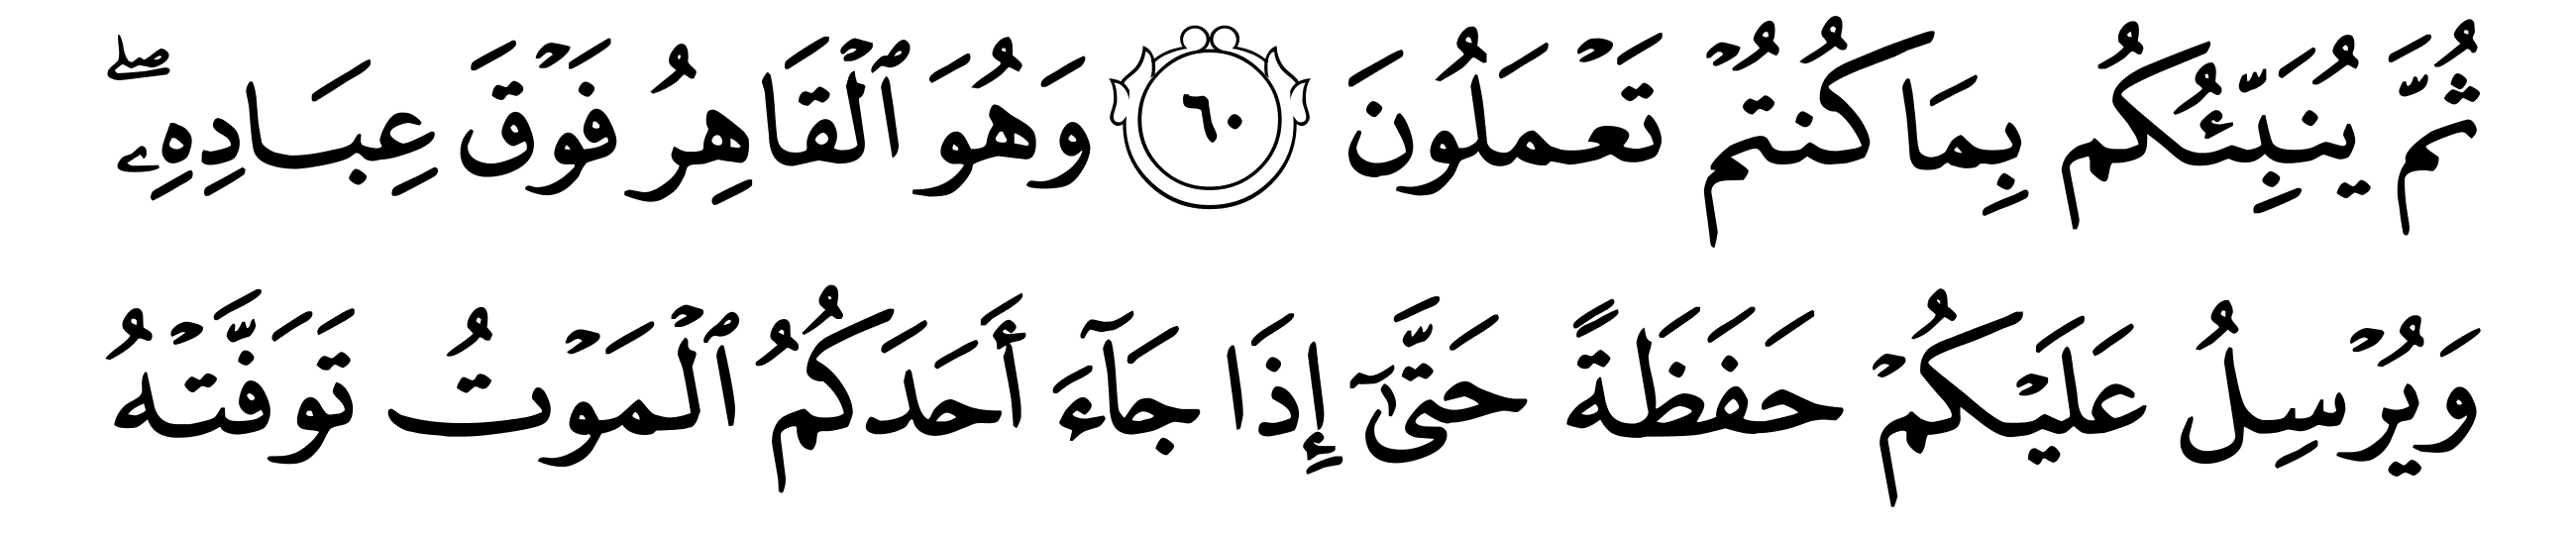 ثُمَّ يُنَبِّئُكُم بِمَا كُنتُمْ تَعْمَلُونَ ٦٠ وَهُوَ ٱلْقَاهِرُ فَوْقَ عِبَادِهِۦ ۖ
وَيُرْسِلُ عَلَيْكُمْ حَفَظَةً حَتَّىٰٓ إِذَا جَآءَ أَحَدَكُمُ ٱلْمَوْتُ تَوَفَّتْهُ